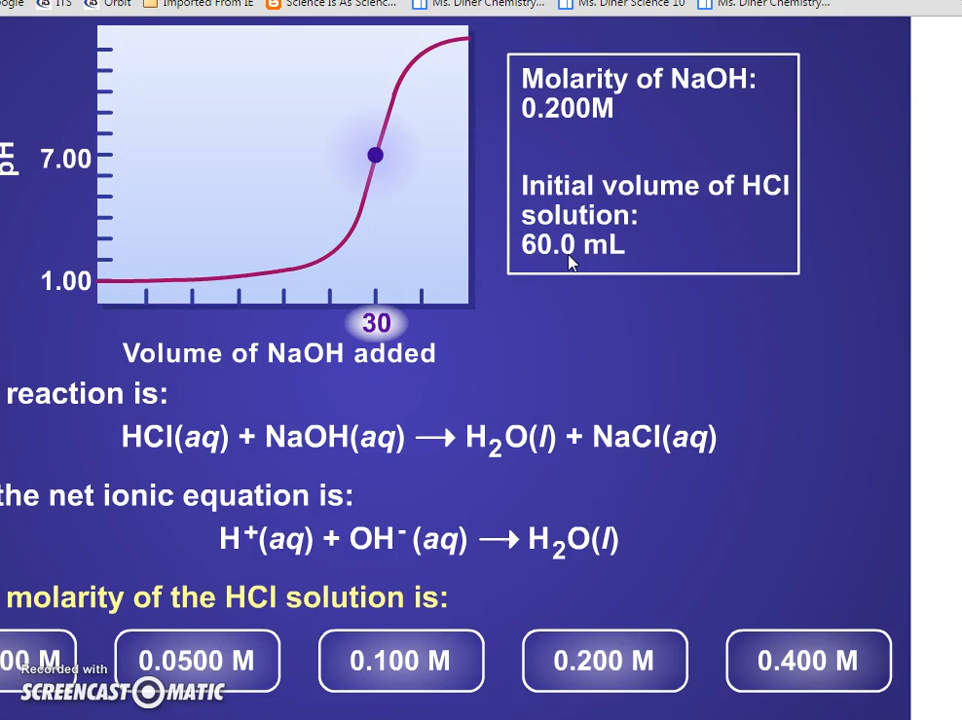 ogle
ITS
Orbit
Imported From IE
Science Is As Scienc...
Ms. Diner Chemistry...
Ms. Diner Science 10
Ms. Diner Chemistry...
pH
7.00
1.00
30
Volume of NaOH added
Molarity of NaOH:
0.200M
Initial volume of HCl
solution:
60.0 mL
reaction is:
HCl(aq) + NaOH(aq) → H₂O(l) + NaCl(aq)
the net ionic equation is:
H⁺(aq) + OH⁻(aq) → H₂O(l)
molarity of the HCl solution is:
00 M
0.0500 M
0.100 M
0.200 M
0.400 M
Recorded with
SCREENCAST-O-MATIC